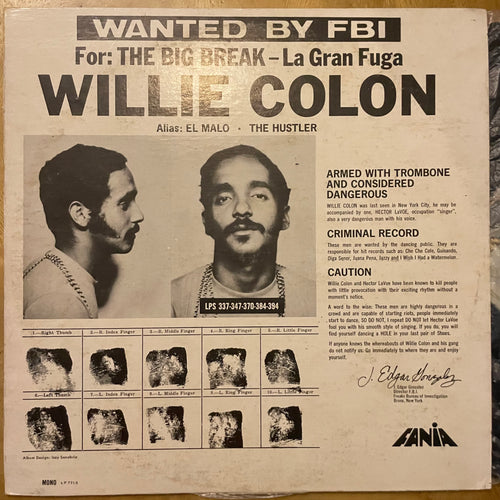 WANTED BY FBI
For: THE BIG BREAK – La Gran Fuga
WILLIE COLON
Alias: EL MALO · THE HUSTLER
LPS 337-347-370-384-394
ARMED WITH TROMBONE
AND CONSIDERED
DANGEROUS
WILLIE COLON was last seen in New York City, he may be
accompanied by one, HECTOR LaVOE, occupation "singer",
also a very dangerous man with his voice.
CRIMINAL RECORD
These men are wanted by the dancing public. They are
responsible for hit records such as: Che Che Cole, Guisando,
Oiga Senor, Juana Pena, Jazzy and I Wish I Had a Watermelon.
CAUTION
Willie Colon and Hector LaVoe have been known to kill people
with little provocation with their exciting rhythm without a
moment's notice.
A word to the wise: These men are highly dangerous in a
crowd and are capable of starting riots, people immediately
start to dance, SO DO NOT, I repeat DO NOT let Hector LaVoe
fool you with his smooth style of singing. If you do, you will
find yourself dancing a HOLE in your last pair of Shoes.
If anyone knows the whereabouts of Willie Colon and his gang
do not notify us. Go immediately to where they are and enjoy
yourself.
J. Edgar Gonzalez
J. Edgar Gonzalez
Director F.B.I.
Freaks Bureau of Investigation
Bronx, New York
1.—Right Thumb
2.—R. Index Finger
3.—R. Middle Finger
4.—R. Ring Finger
5.—R. Little Finger
6.—Left Thumb
7.—L. Index Finger
8.—L. Middle Finger
9.—L. Ring Finger
10.—L. Little Finger
Album Design: Izzy Sanabria
MONO
FANIA